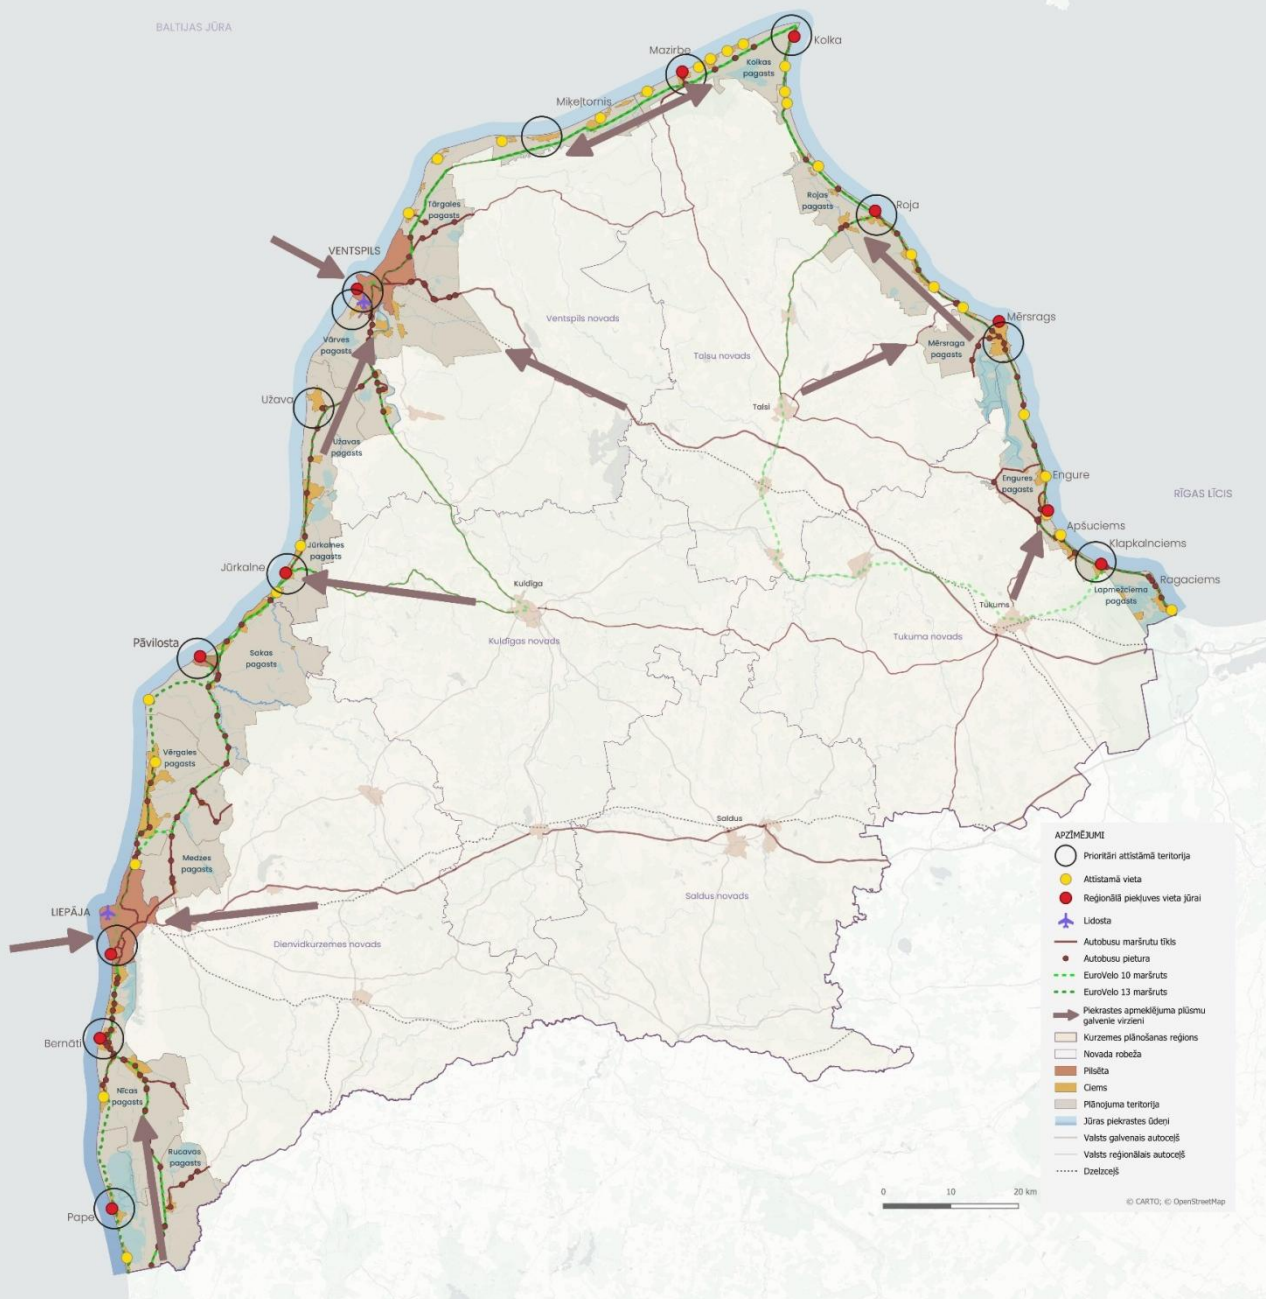 BALTIJAS JŪRA
Kolka
Mazirbe
Kolkas
pagasts
Miķeļtornis
Rojas
pagasts
Roja
Tārgales
pagasts
VENTSPILS
Ventspils novads
Mērsrags
Vārves
pagasts
Mērsraga
pagasts
Talsu novads
Užava
Talsi
Užavas
pagasts
Engure
Engures
pagasts
RĪGAS LĪCIS
Apšuciems
Klapkalnciems
Jūrkalnes
pagasts
Jūrkalne
Ragaciems
Kuldīga
Lapmežciema
pagasts
Tukums
Pāvilosta
Kuldīgas novads
Tukuma novads
Sakas
pagasts
Vērgales
pagasts
Saldus
Medzes
pagasts
Saldus novads
LIEPĀJA
Dienvidkurzemes novads
Bernāti
Nīcas
pagasts
Rucavas
pagasts
Pape
APZĪMĒJUMI
Prioritāri attīstāmā teritorija
Attīstamā vieta
Reģionālā piekļuves vieta jūrai
Lidosta
Autobusu maršrutu tīkls
Autobusu pietura
EuroVelo 10 maršruts
EuroVelo 13 maršruts
Piekrastes apmeklējuma plūsmu
galvenie virzieni
Kurzemes plānošanas reģions
Novada robeža
Pilsēta
Ciems
Plānojuma teritorija
Jūras piekrastes ūdeņi
Valsts galvenais autoceļš
Valsts reģionālais autoceļš
Dzelzceļš
0 10 20 km
© CARTO; © OpenStreetMap